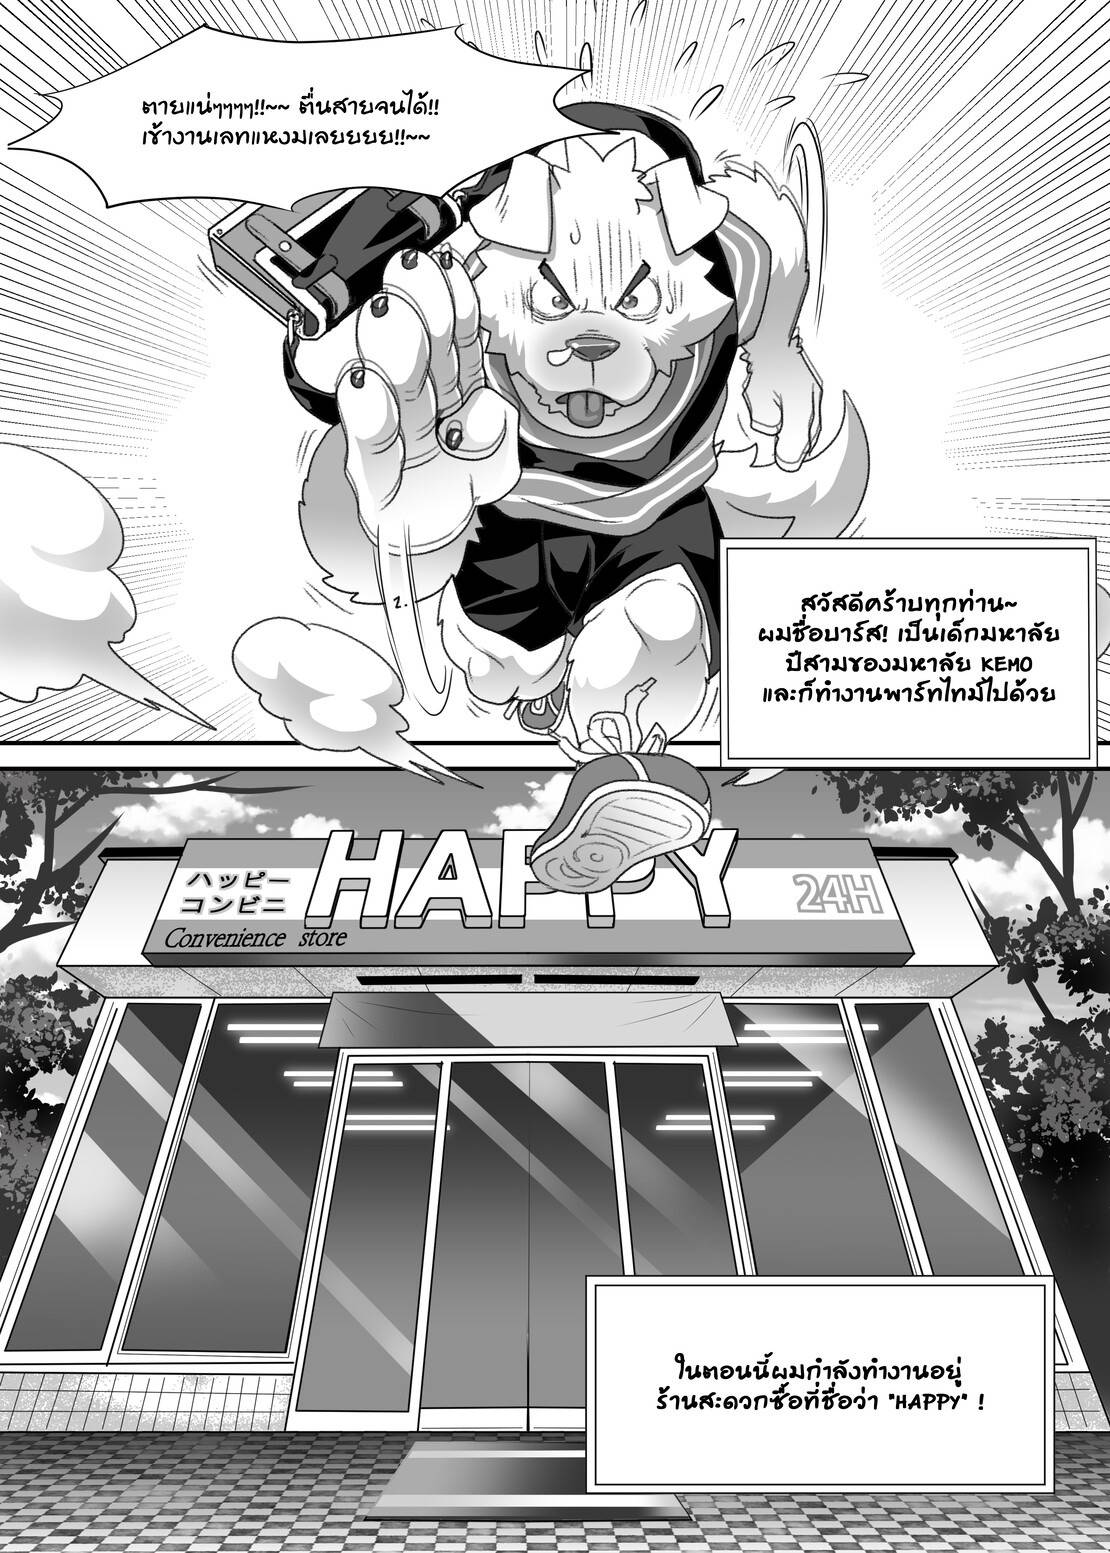 ตายแน่ๆๆๆๆ!!~~ ตื่นสายจนได้!!
เข้างานเลทแหงมเลยยยย!!~~
สวัสดีคร้าบทุกท่าน~
ผมชื่อบาร์ส! เป็นเด็กมหาลัย
ปีสามของมหาลัย KEMO
และก็ทำงานพาร์ทไทม์ไปด้วย
HAPPY
ハッピー
コンビニ
Convenience store
24H
ในตอนนี้ผมกำลังทำงานอยู่
ร้านสะดวกซื้อที่ชื่อว่า "HAPPY" !